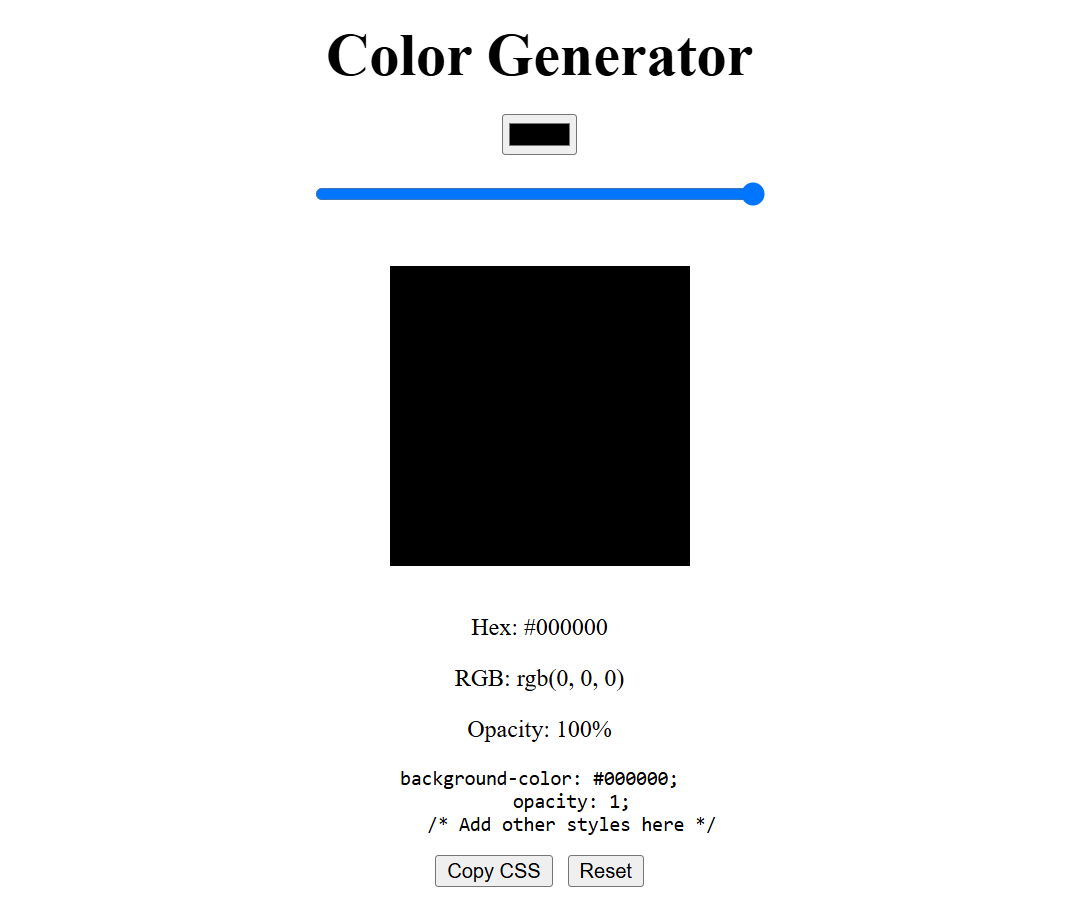 Color Generator
Hex: #000000
RGB: rgb(0, 0, 0)
Opacity: 100%
background-color: #000000;
opacity: 1;
/* Add other styles here */
Copy CSS Reset